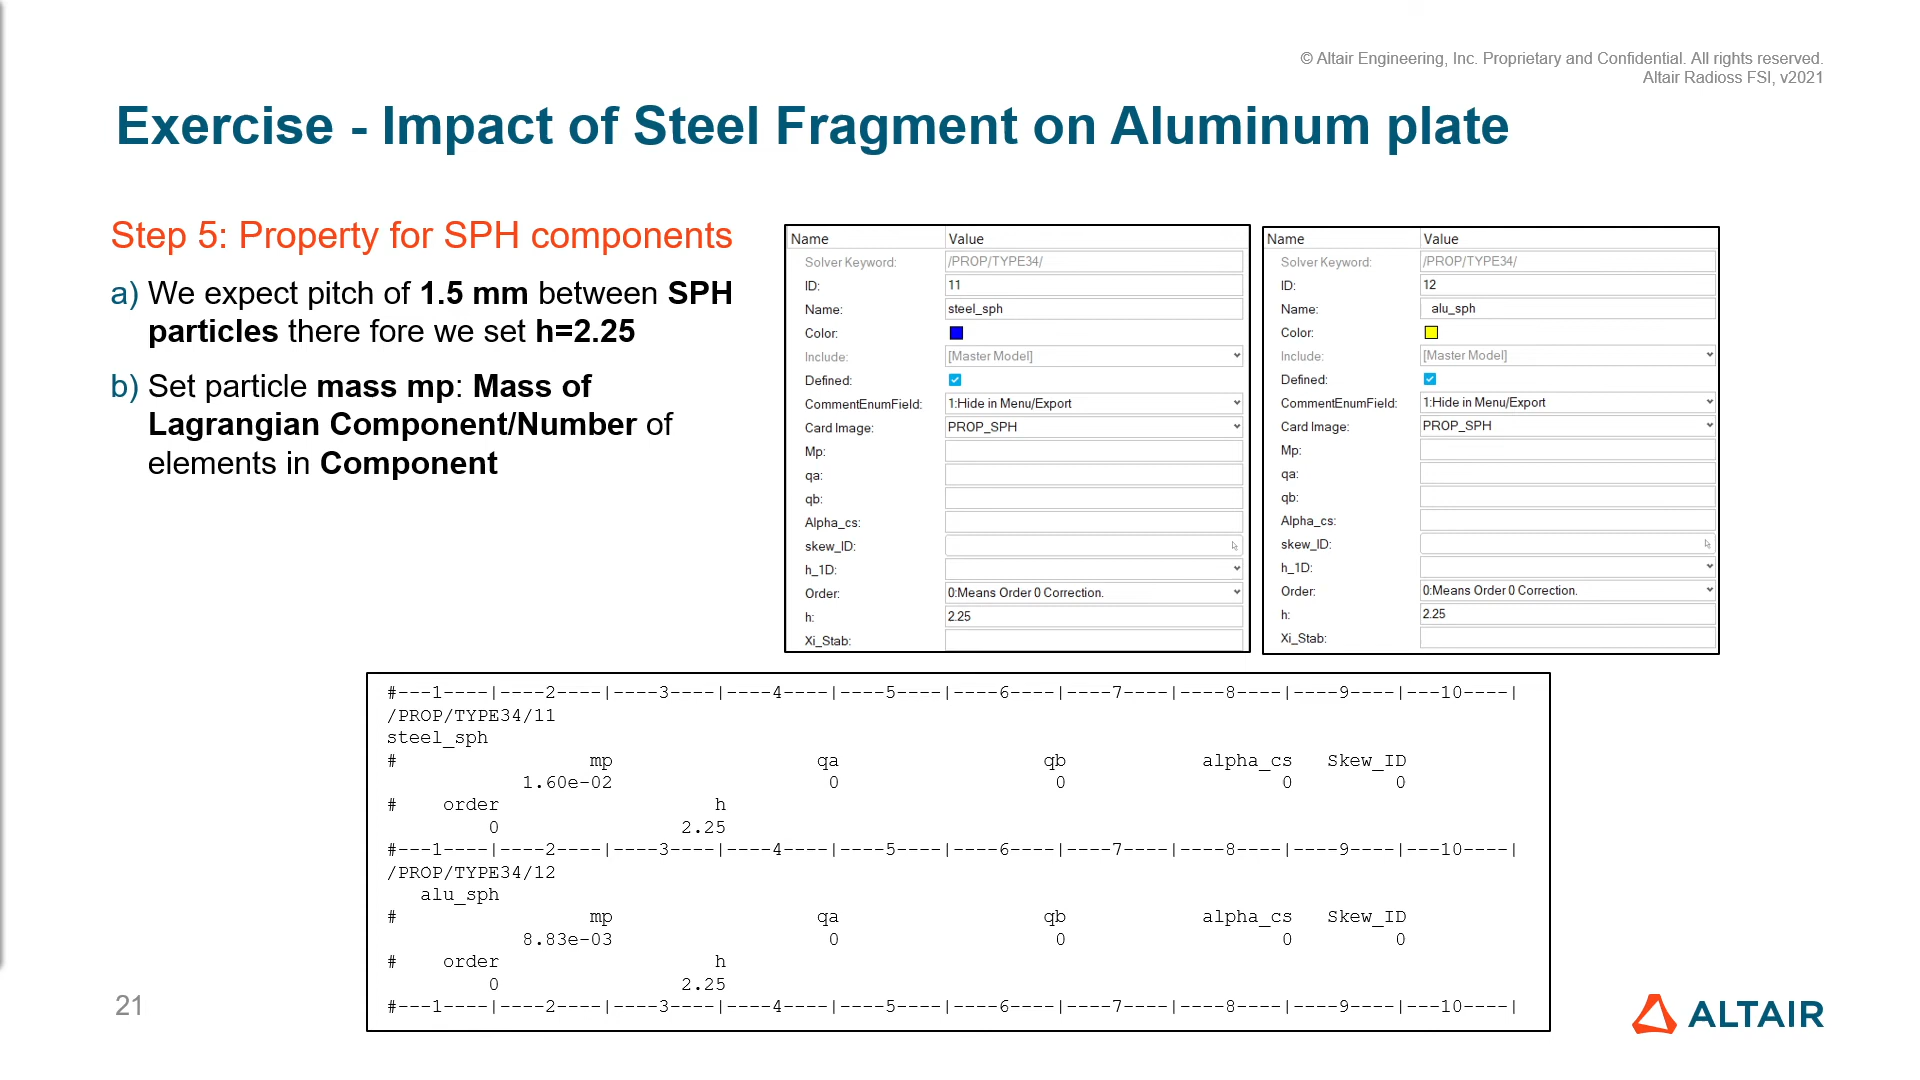 © Altair Engineering, Inc. Proprietary and Confidential. All rights reserved.
Altair Radioss FSI, v2021
Exercise - Impact of Steel Fragment on Aluminum plate
Step 5: Property for SPH components
a) We expect pitch of 1.5 mm between SPH
particles there fore we set h=2.25
b) Set particle mass mp: Mass of
Lagrangian Component/Number of
elements in Component
Name Value
Solver Keyword: /PROP/TYPE34/
ID: 11
Name: steel_sph
Color:
Include: [Master Model]
Defined:
CommentEnumField: 1:Hide in Menu/Export
Card Image: PROP_SPH
Mp:
qa:
qb:
Alpha_cs:
skew_ID:
h_1D:
Order: 0:Means Order 0 Correction.
h: 2.25
Xi_Stab:
Name Value
Solver Keyword: /PROP/TYPE34/
ID: 12
Name: alu_sph
Color:
Include: [Master Model]
Defined:
CommentEnumField: 1:Hide in Menu/Export
Card Image: PROP_SPH
Mp:
qa:
qb:
Alpha_cs:
skew_ID:
h_1D:
Order: 0:Means Order 0 Correction.
h: 2.25
Xi_Stab:
#---1----|----2----|----3----|----4----|----5----|----6----|----7----|----8----|----9----|---10----|
/PROP/TYPE34/11
steel_sph
#                 mp                  qa                  qb            alpha_cs   Skew_ID
            1.60e-02                   0                   0                   0         0
#    order                   h
         0                2.25
#---1----|----2----|----3----|----4----|----5----|----6----|----7----|----8----|----9----|---10----|
/PROP/TYPE34/12
   alu_sph
#                 mp                  qa                  qb            alpha_cs   Skew_ID
            8.83e-03                   0                   0                   0         0
#    order                   h
         0                2.25
#---1----|----2----|----3----|----4----|----5----|----6----|----7----|----8----|----9----|---10----|
21
ALTAIR